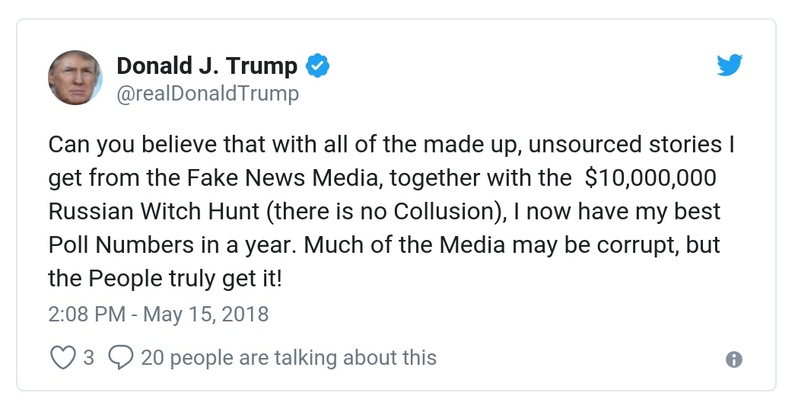 Donald J. Trump
@realDonaldTrump
Can you believe that with all of the made up, unsourced stories I
get from the Fake News Media, together with the  $10,000,000
Russian Witch Hunt (there is no Collusion), I now have my best
Poll Numbers in a year. Much of the Media may be corrupt, but
the People truly get it!
2:08 PM - May 15, 2018
3 20 people are talking about this